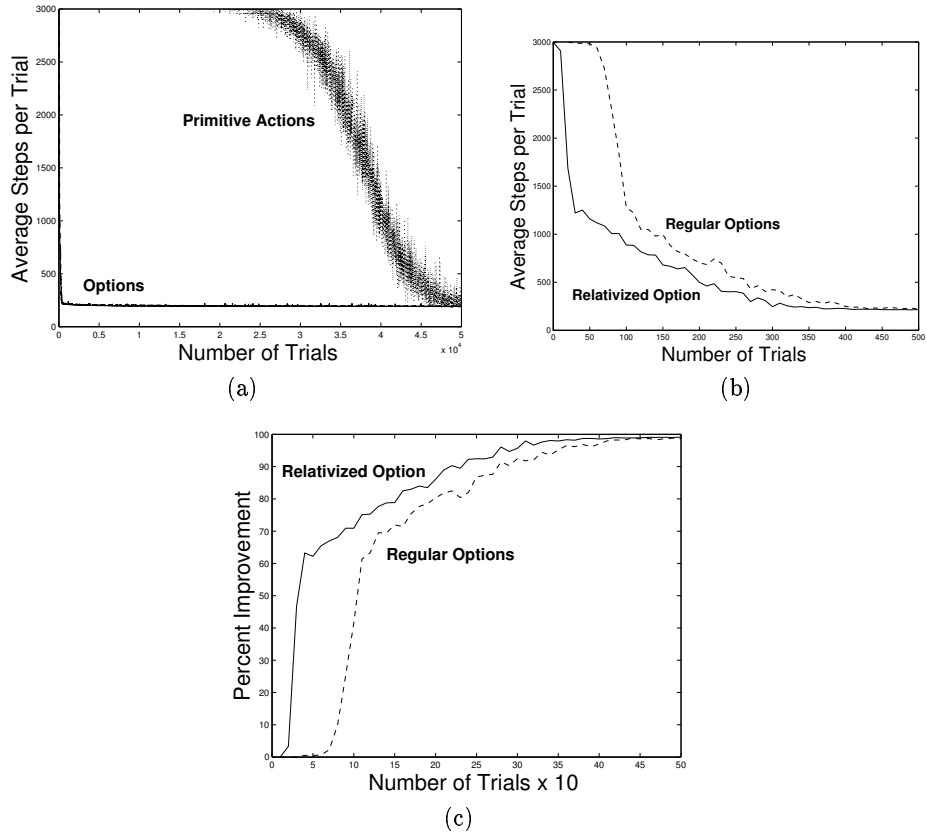 3000
2500
2000
1500
1000
500
0
Average Steps per Trial
Primitive Actions
Options
0 0.5 1 1.5 2 2.5 3 3.5 4 4.5 5
x 10^4
Number of Trials
(a)
3000
2500
2000
1500
1000
500
0
Average Steps per Trial
Regular Options
Relativized Option
0 50 100 150 200 250 300 350 400 450 500
Number of Trials
(b)
100
90
80
70
60
50
40
30
20
10
0
Percent Improvement
Relativized Option
Regular Options
0 5 10 15 20 25 30 35 40 45 50
Number of Trials x 10
(c)